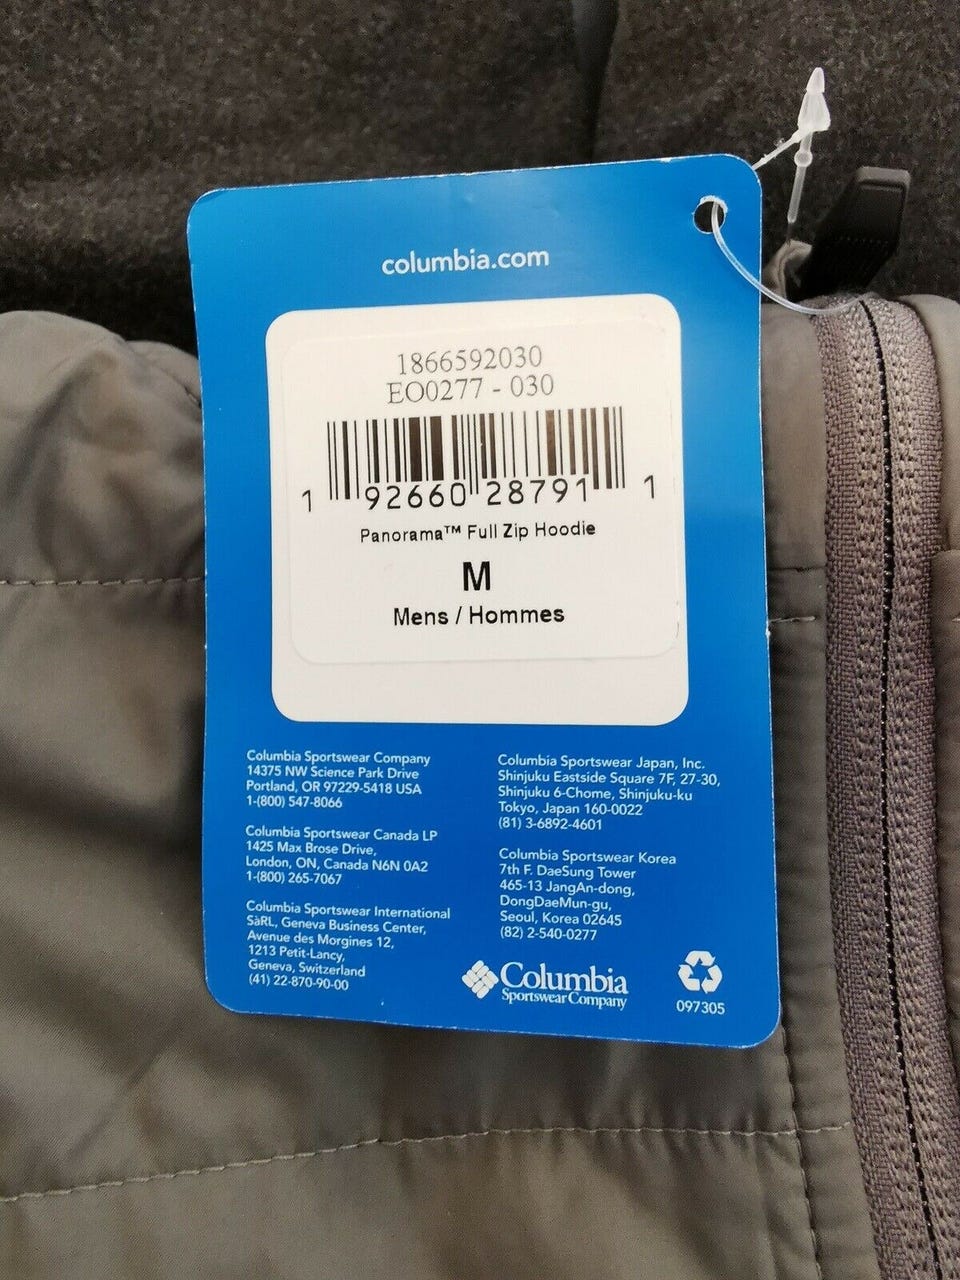 columbia.com
1866592030
EO0277 - 030
1 92660 28791 1
Panorama™ Full Zip Hoodie
M
Mens / Hommes
Columbia Sportswear Company
14375 NW Science Park Drive
Portland, OR 97229-5418 USA
1-(800) 547-8066
Columbia Sportswear Canada LP
1425 Max Brose Drive,
London, ON, Canada N6N 0A2
1-(800) 265-7067
Columbia Sportswear International
SàRL, Geneva Business Center,
Avenue des Morgines 12,
1213 Petit-Lancy,
Geneva, Switzerland
(41) 22-870-90-00
Columbia Sportswear Japan, Inc.
Shinjuku Eastside Square 7F, 27-30,
Shinjuku 6-Chome, Shinjuku-ku
Tokyo, Japan 160-0022
(81) 3-6892-4601
Columbia Sportswear Korea
7th F. DaeSung Tower
465-13 JangAn-dong,
DongDaeMun-gu,
Seoul, Korea 02645
(82) 2-540-0277
Columbia
Sportswear Company
097305